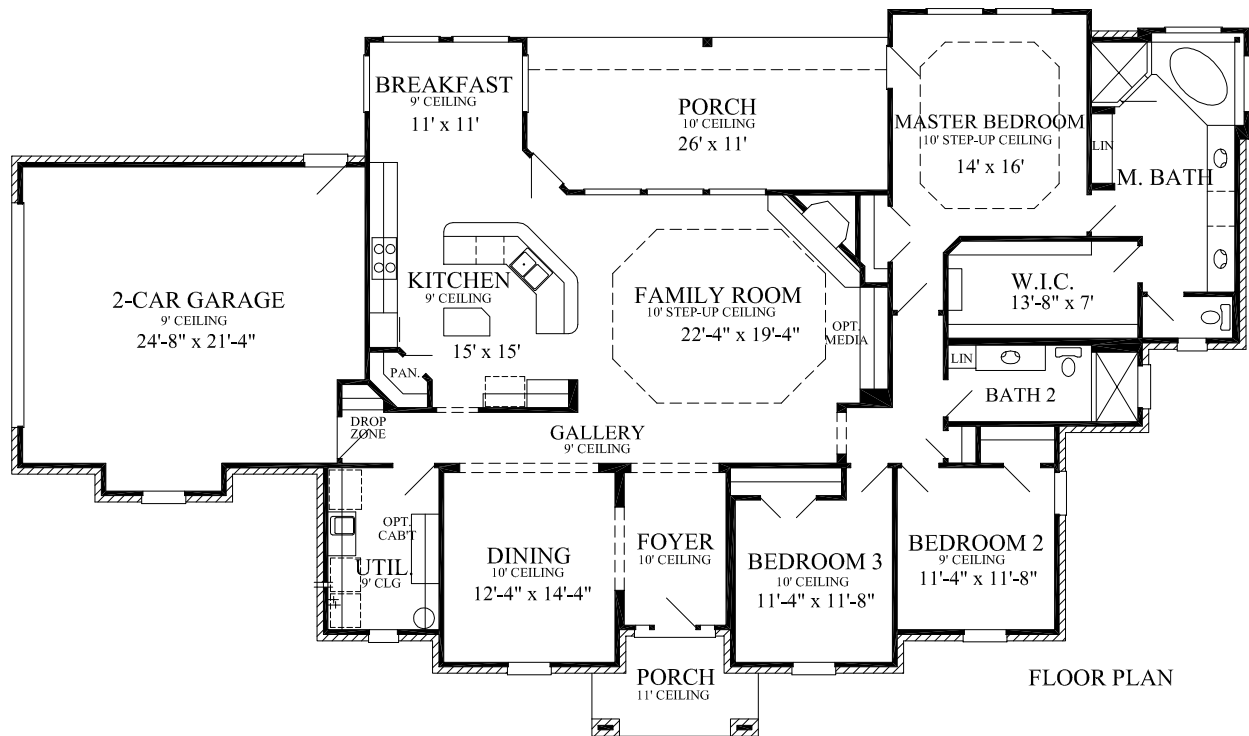 BREAKFAST
9' CEILING
11' x 11'
PORCH
10' CEILING
26' x 11'
MASTER BEDROOM
10' STEP-UP CEILING
14' x 16'
LIN
M. BATH
2-CAR GARAGE
9' CEILING
24'-8" x 21'-4"
KITCHEN
9' CEILING
15' x 15'
PAN.
FAMILY ROOM
10' STEP-UP CEILING
22'-4" x 19'-4"
OPT.
MEDIA
W.I.C.
13'-8" x 7'
LIN
BATH 2
DROP
ZONE
GALLERY
9' CEILING
OPT.
CAB'T
UTIL.
9' CLG
DINING
10' CEILING
12'-4" x 14'-4"
FOYER
10' CEILING
BEDROOM 3
10' CEILING
11'-4" x 11'-8"
BEDROOM 2
9' CEILING
11'-4" x 11'-8"
PORCH
11' CEILING
FLOOR PLAN